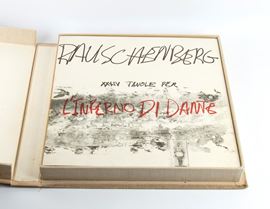 RAUSCHENBERG
XXXIV TAVOLE PER
L'INFERNO DI DANTE